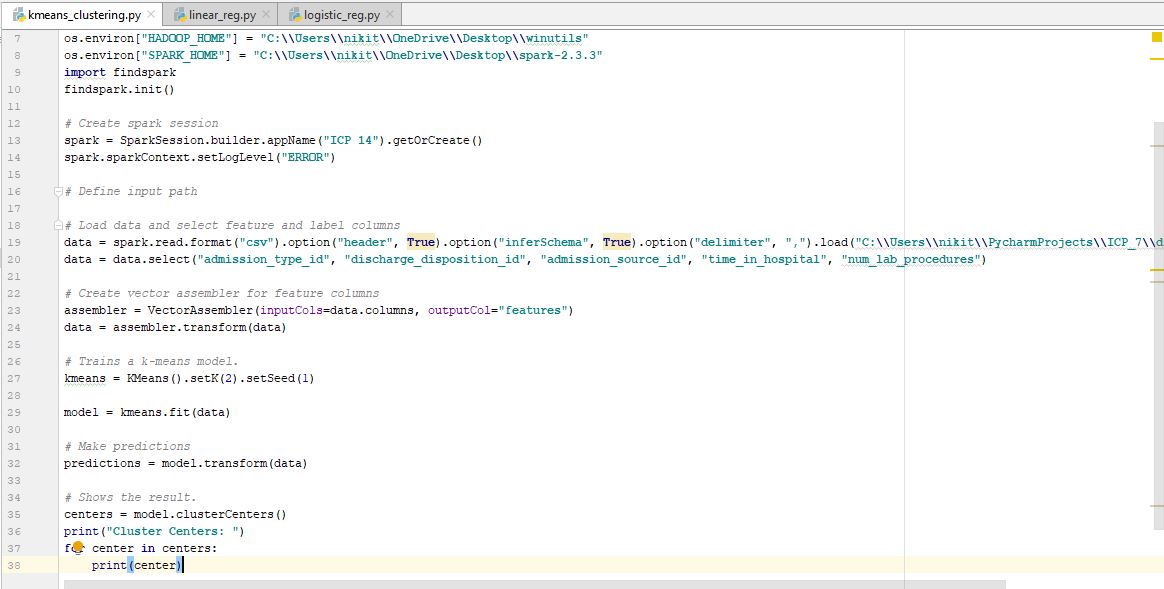 kmeans_clustering.py linear_reg.py logistic_reg.py
7 os.environ["HADOOP_HOME"] = "C:\\Users\\nikit\\OneDrive\\Desktop\\winutils"
8 os.environ["SPARK_HOME"] = "C:\\Users\\nikit\\OneDrive\\Desktop\\spark-2.3.3"
9 import findspark
10 findspark.init()
11
12 # Create spark session
13 spark = SparkSession.builder.appName("ICP 14").getOrCreate()
14 spark.sparkContext.setLogLevel("ERROR")
15
16 # Define input path
17
18 # Load data and select feature and label columns
19 data = spark.read.format("csv").option("header", True).option("inferSchema", True).option("delimiter", ",").load("C:\\Users\\nikit\\PycharmProjects\\ICP_7\\d
20 data = data.select("admission_type_id", "discharge_disposition_id", "admission_source_id", "time_in_hospital", "num_lab_procedures")
21
22 # Create vector assembler for feature columns
23 assembler = VectorAssembler(inputCols=data.columns, outputCol="features")
24 data = assembler.transform(data)
25
26 # Trains a k-means model.
27 kmeans = KMeans().setK(2).setSeed(1)
28
29 model = kmeans.fit(data)
30
31 # Make predictions
32 predictions = model.transform(data)
33
34 # Shows the result.
35 centers = model.clusterCenters()
36 print("Cluster Centers: ")
37 for center in centers:
38 print(center)